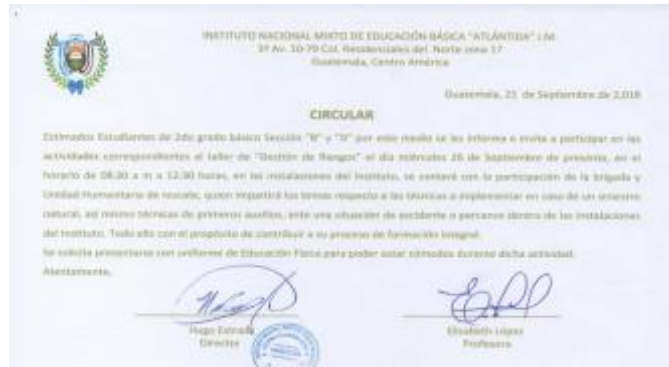 INSTITUTO NACIONAL MIXTO DE EDUCACIÓN BÁSICA "ATLÁNTIDA" J.M
3ª Av. 10-70 Col. Residenciales del Norte zona 17
Guatemala, Centro América
Guatemala, 21 de Septiembre de 2,018
CIRCULAR
Estimados Estudiantes de 2do grado básico Sección "B" y "D" por este medio se les informa e invita a participar en las
actividades correspondientes al taller de "Gestión de Riesgos" el día miércoles 26 de Septiembre de presente, en el
horario de 08:30 a m a 12:30 horas, en las instalaciones del Instituto, se contará con la participación de la brigada y
Unidad Humanitaria de rescate, quien impartirá los temas respecto a las técnicas a implementar en caso de un siniestro
natural, así mismo técnicas de primeros auxilios, ante una situación de accidente o percance dentro de las instalaciones
del Instituto. Todo ello con el propósito de contribuir a su proceso de formación integral.
Se solicita presentarse con uniforme de Educación Física para poder estar cómodos durante dicha actividad.
Atentamente,
Hugo Estrada
Director
Elizabeth López
Profesora